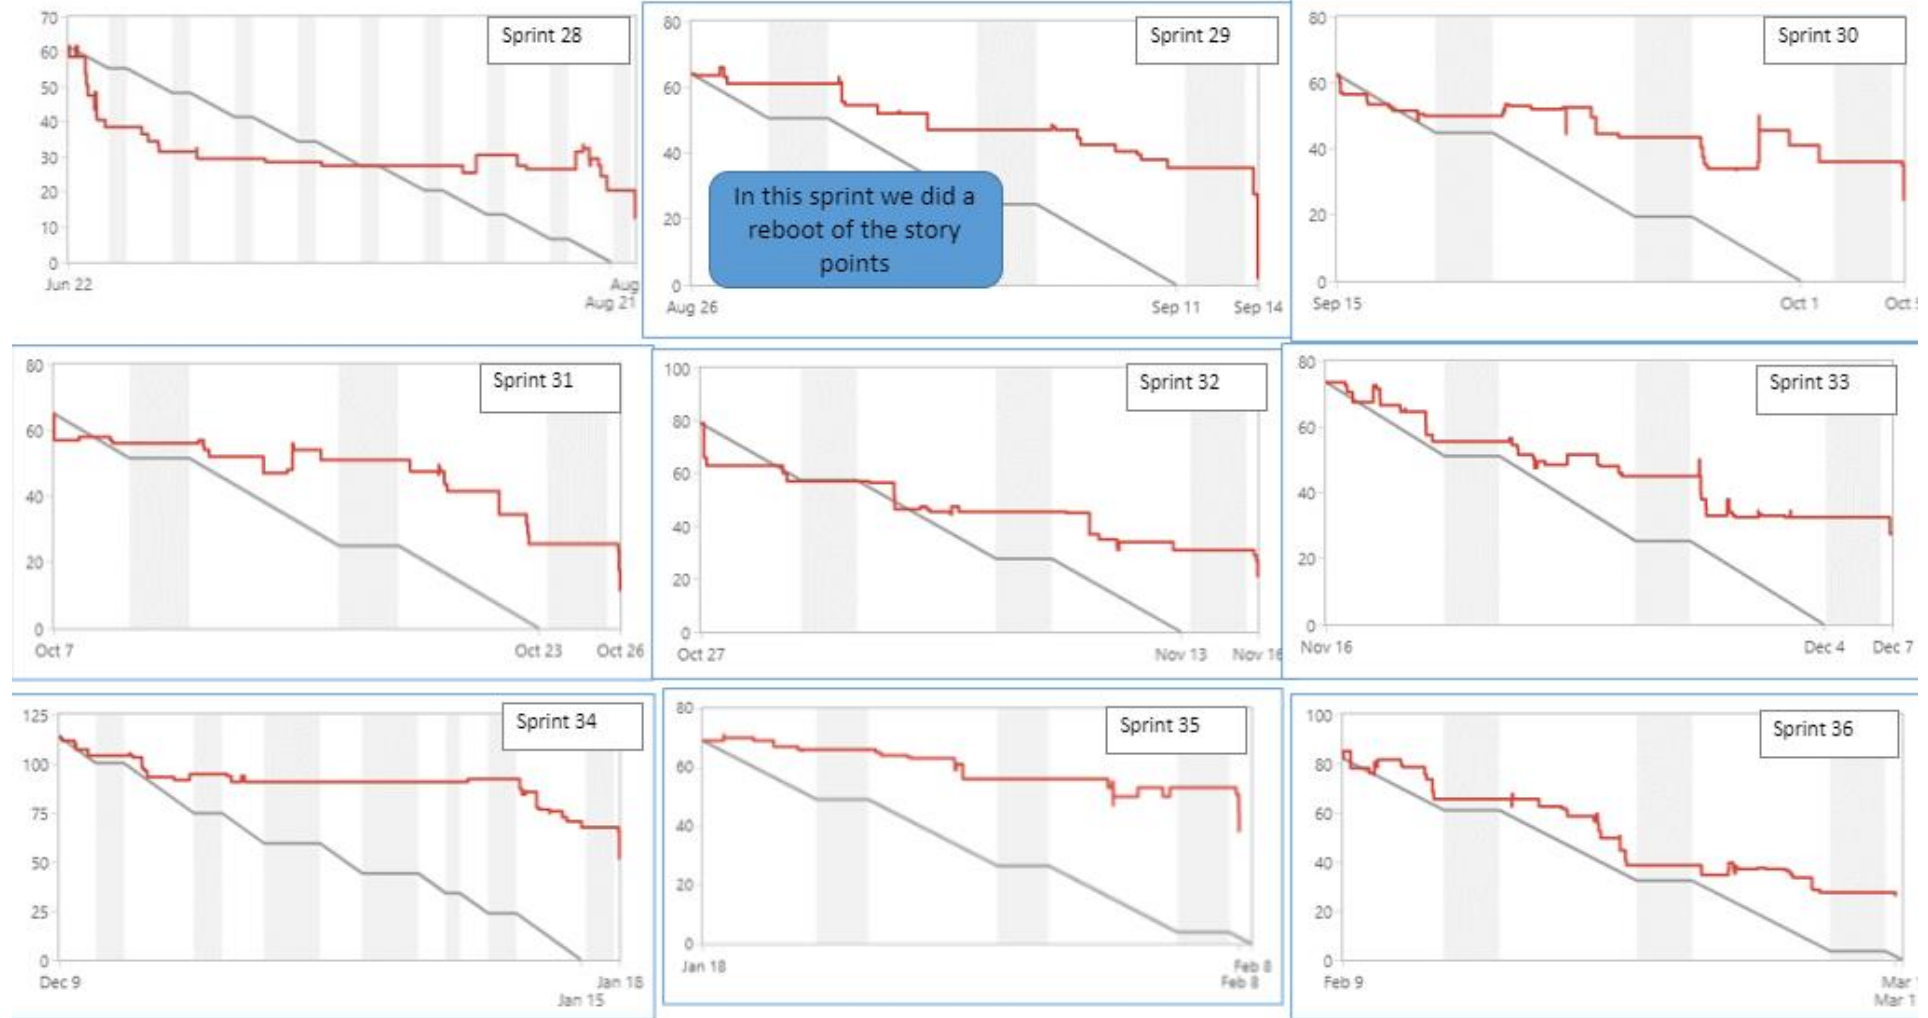 70
60
50
40
30
20
10
0
Jun 22
Aug
Aug 21
Sprint 28
80
60
40
20
0
Aug 26
Sep 11
Sep 14
Sprint 29
In this sprint we did a
reboot of the story
points
80
60
40
20
0
Sep 15
Oct 1
Oct
Sprint 30
80
60
40
20
0
Oct 7
Oct 23
Oct 26
Sprint 31
100
80
60
40
20
0
Oct 27
Nov 13
Nov 16
Sprint 32
80
60
40
20
0
Nov 16
Dec 4
Dec 7
Sprint 33
125
100
75
50
25
0
Dec 9
Jan 18
Jan 15
Sprint 34
80
60
40
20
0
Jan 18
Feb 8
Feb 8
Sprint 35
100
80
60
40
20
0
Feb 9
Mar
Mar 1
Sprint 36